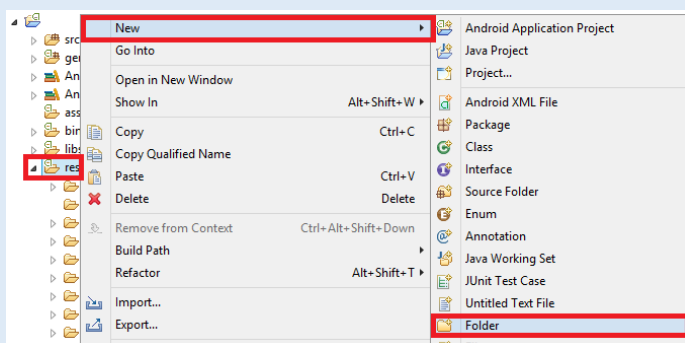 src
ger
An
An
ass
bin
libs
res
New
Go Into
Open in New Window
Show In Alt+Shift+W
Copy Ctrl+C
Copy Qualified Name
Paste Ctrl+V
Delete Delete
Remove from Context Ctrl+Alt+Shift+Down
Build Path
Refactor Alt+Shift+T
Import...
Export...
Android Application Project
Java Project
Project...
Android XML File
Package
Class
Interface
Source Folder
Enum
Annotation
Java Working Set
JUnit Test Case
Untitled Text File
Folder